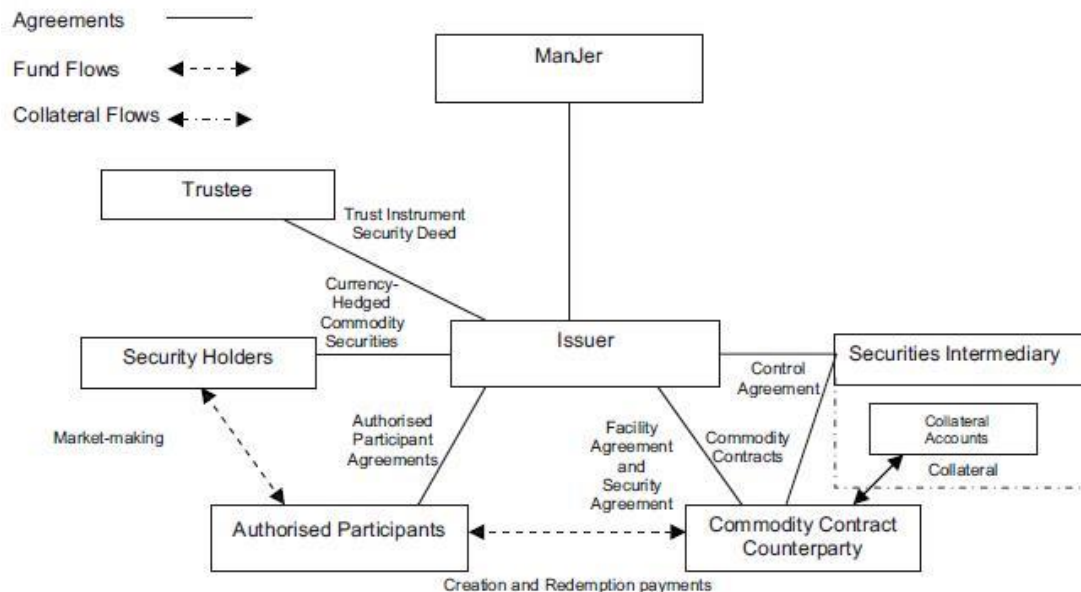 Agreements
Fund Flows
Collateral Flows
ManJer
Trustee
Trust Instrument
Security Deed
Currency-
Hedged
Commodity
Securities
Issuer
Security Holders
Securities Intermediary
Control
Agreement
Collateral
Accounts
Collateral
Market-making
Authorised
Participant
Agreements
Facility
Agreement
and
Security
Agreement
Commodity
Contracts
Authorised Participants
Commodity Contract
Counterparty
Creation and Redemption payments